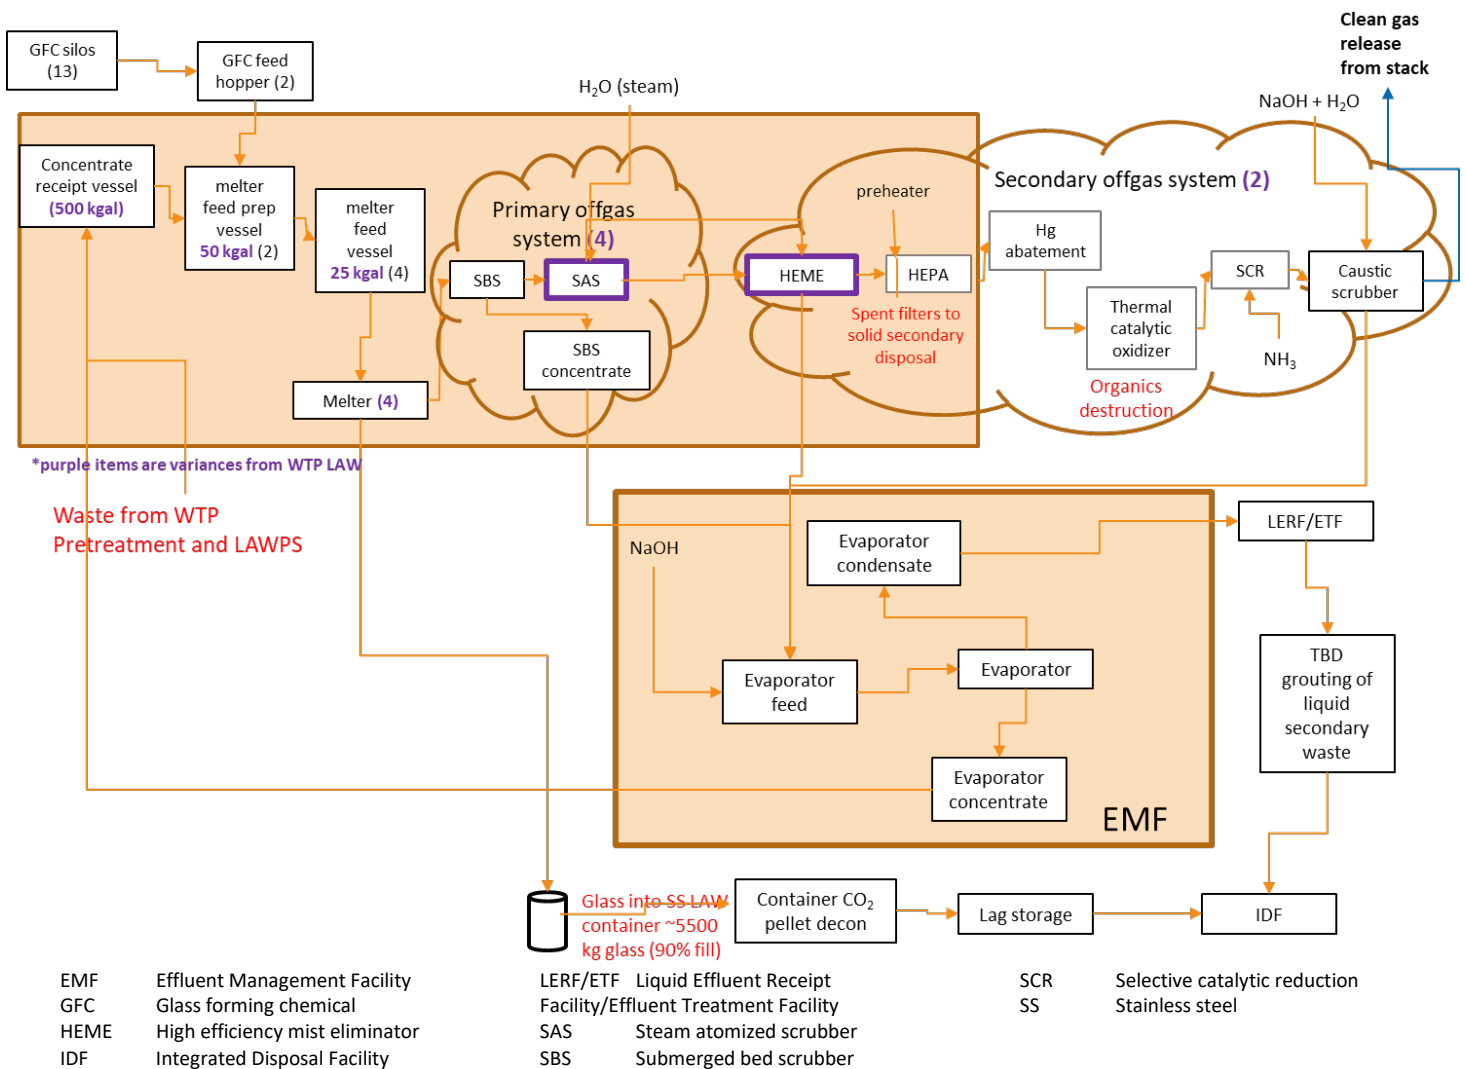 GFC silos
(13)
GFC feed
hopper (2)
H₂O (steam)
Clean gas
release
from stack
NaOH + H₂O
Concentrate
receipt vessel
(500 kgal)
melter
feed prep
vessel
50 kgal (2)
melter
feed
vessel
25 kgal (4)
Primary offgas
system (4)
SBS
SAS
SBS
concentrate
Melter (4)
preheater
Secondary offgas system (2)
HEME
HEPA
Spent filters to
solid secondary
disposal
Hg
abatement
Thermal
catalytic
oxidizer
Organics
destruction
SCR
NH₃
Caustic
scrubber
*purple items are variances from WTP LAW
Waste from WTP
Pretreatment and LAWPS
NaOH
Evaporator
condensate
Evaporator
feed
Evaporator
Evaporator
concentrate
EMF
LERF/ETF
TBD
grouting of
liquid
secondary
waste
Glass into SS LAW
container ~5500
kg glass (90% fill)
Container CO₂
pellet decon
Lag storage
IDF
EMF Effluent Management Facility
GFC Glass forming chemical
HEME High efficiency mist eliminator
IDF Integrated Disposal Facility
LERF/ETF Liquid Effluent Receipt
Facility/Effluent Treatment Facility
SAS Steam atomized scrubber
SBS Submerged bed scrubber
SCR Selective catalytic reduction
SS Stainless steel